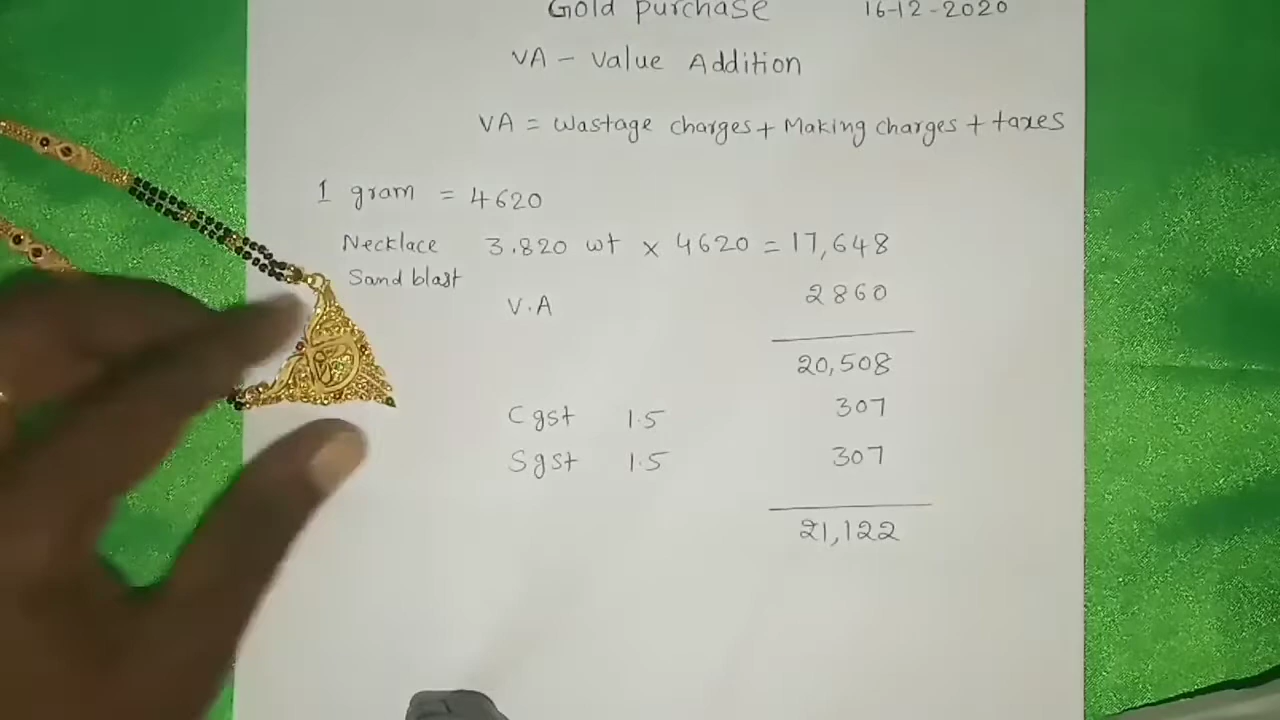 Gold purchase 16-12-2020
VA - Value Addition
VA = Wastage charges + Making charges + taxes
1 gram = 4620
Necklace 3.820 wt x 4620 = 17,648
Sand blast
V.A 2860
20,508
Cgst 1.5 307
Sgst 1.5 307
21,122